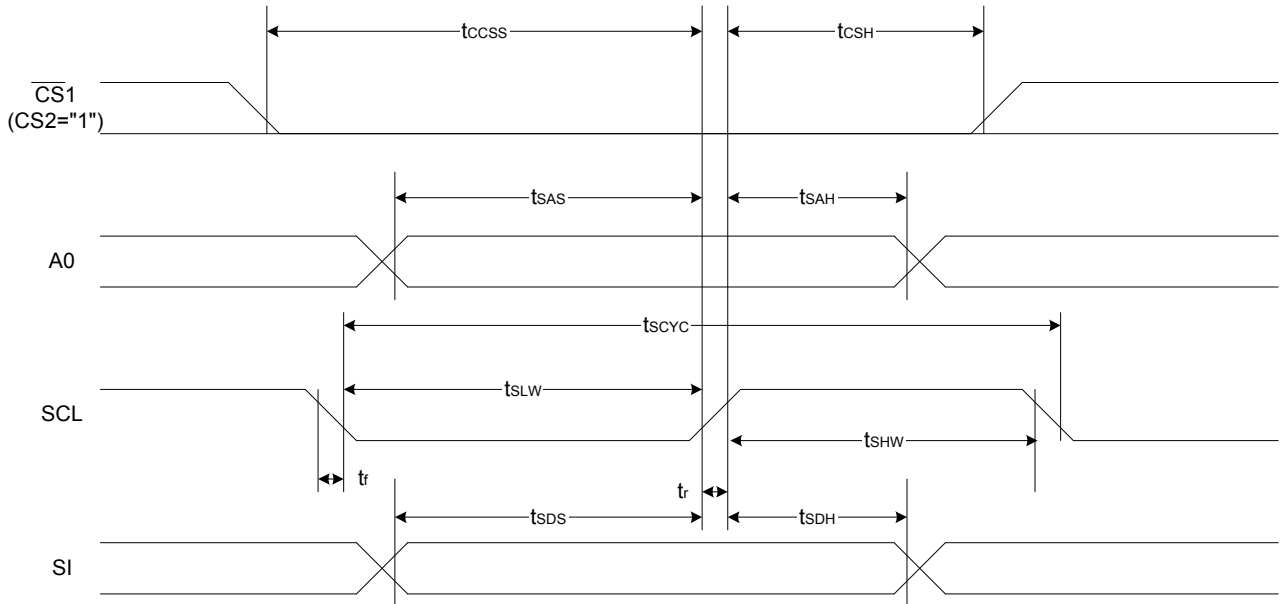 tCCSS
tCSH
CS1
(CS2="1")
tSAS
tSAH
A0
tSCYC
tSLW
SCL
tSHW
tf
tr
tSDS
tSDH
SI